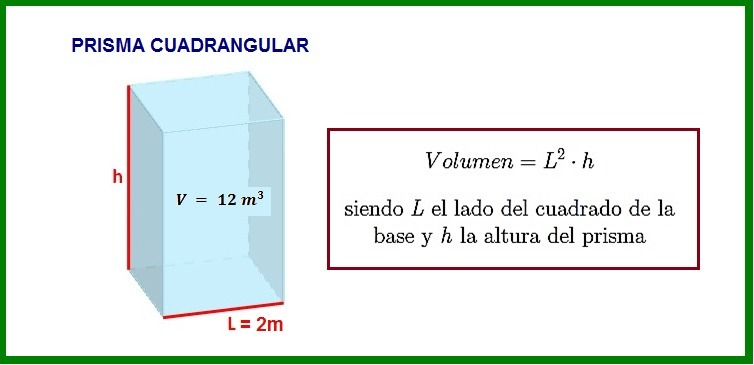 PRISMA CUADRANGULAR
h
V = 12 m³
L = 2m
Volumen = L² · h
siendo L el lado del cuadrado de la
base y h la altura del prisma